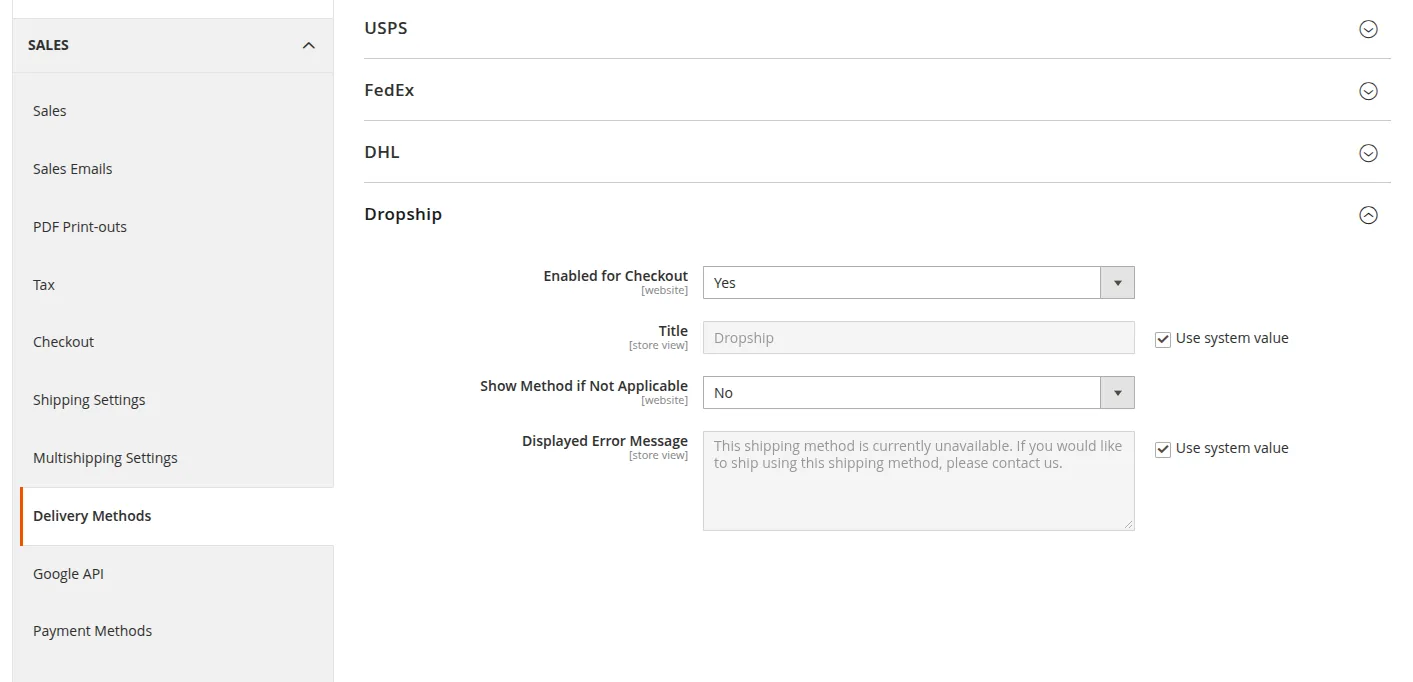 SALES
Sales
Sales Emails
PDF Print-outs
Tax
Checkout
Shipping Settings
Multishipping Settings
Delivery Methods
Google API
Payment Methods
USPS
FedEx
DHL
Dropship
Enabled for Checkout
[website]
Yes
Title
[store view]
Dropship
Use system value
Show Method if Not Applicable
[website]
No
Displayed Error Message
[store view]
This shipping method is currently unavailable. If you would like
to ship using this shipping method, please contact us.
Use system value